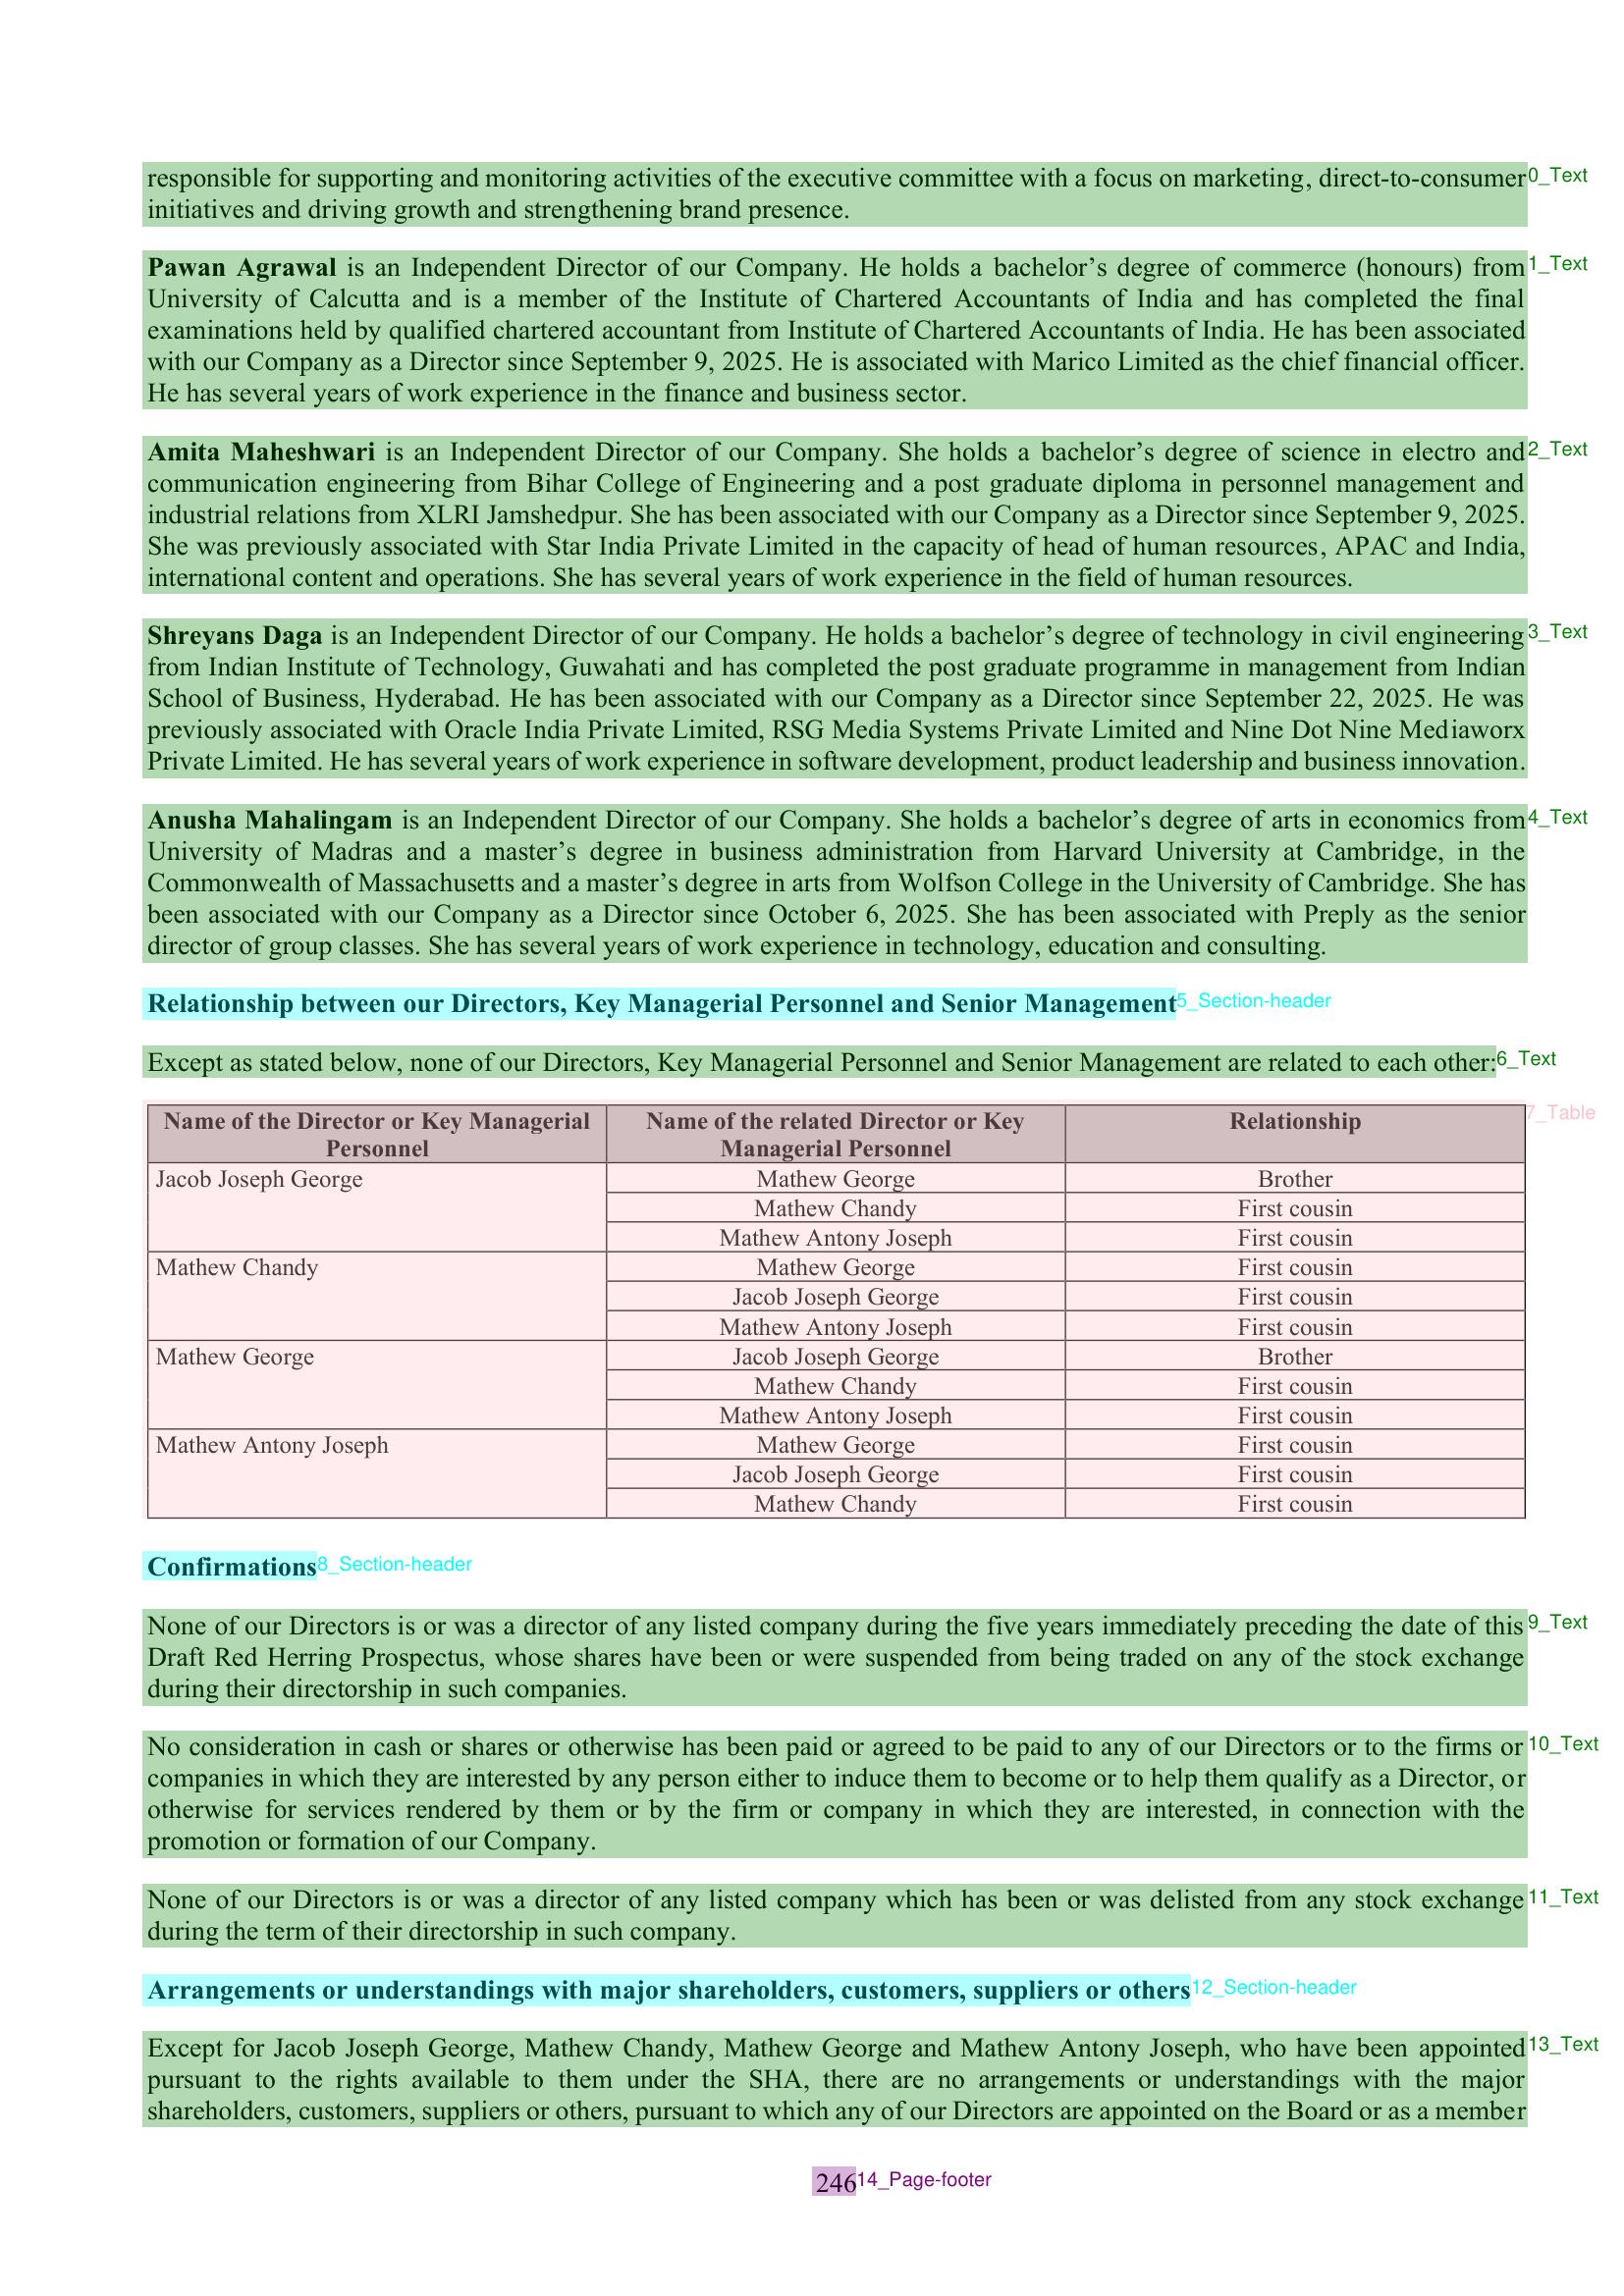 responsible for supporting and monitoring activities of the executive committee with a focus on marketing, direct-to-consumer 0_Text
initiatives and driving growth and strengthening brand presence.
Pawan Agrawal is an Independent Director of our Company. He holds a bachelor’s degree of commerce (honours) from 1_Text
University of Calcutta and is a member of the Institute of Chartered Accountants of India and has completed the final
examinations held by qualified chartered accountant from Institute of Chartered Accountants of India. He has been associated
with our Company as a Director since September 9, 2025. He is associated with Marico Limited as the chief financial officer.
He has several years of work experience in the finance and business sector.
Amita Maheshwari is an Independent Director of our Company. She holds a bachelor’s degree of science in electro and 2_Text
communication engineering from Bihar College of Engineering and a post graduate diploma in personnel management and
industrial relations from XLRI Jamshedpur. She has been associated with our Company as a Director since September 9, 2025.
She was previously associated with Star India Private Limited in the capacity of head of human resources, APAC and India,
international content and operations. She has several years of work experience in the field of human resources.
Shreyans Daga is an Independent Director of our Company. He holds a bachelor’s degree of technology in civil engineering 3_Text
from Indian Institute of Technology, Guwahati and has completed the post graduate programme in management from Indian
School of Business, Hyderabad. He has been associated with our Company as a Director since September 22, 2025. He was
previously associated with Oracle India Private Limited, RSG Media Systems Private Limited and Nine Dot Nine Mediaworx
Private Limited. He has several years of work experience in software development, product leadership and business innovation.
Anusha Mahalingam is an Independent Director of our Company. She holds a bachelor’s degree of arts in economics from 4_Text
University of Madras and a master’s degree in business administration from Harvard University at Cambridge, in the
Commonwealth of Massachusetts and a master’s degree in arts from Wolfson College in the University of Cambridge. She has
been associated with our Company as a Director since October 6, 2025. She has been associated with Preply as the senior
director of group classes. She has several years of work experience in technology, education and consulting.
Relationship between our Directors, Key Managerial Personnel and Senior Management 5_Section-header
Except as stated below, none of our Directors, Key Managerial Personnel and Senior Management are related to each other: 6_Text
Name of the Director or Key Managerial Personnel Name of the related Director or Key Managerial Personnel Relationship 7_Table
Jacob Joseph George Mathew George Brother
Mathew Chandy First cousin
Mathew Antony Joseph First cousin
Mathew Chandy Mathew George First cousin
Jacob Joseph George First cousin
Mathew Antony Joseph First cousin
Mathew George Jacob Joseph George Brother
Mathew Chandy First cousin
Mathew Antony Joseph First cousin
Mathew Antony Joseph Mathew George First cousin
Jacob Joseph George First cousin
Mathew Chandy First cousin
Confirmations 8_Section-header
None of our Directors is or was a director of any listed company during the five years immediately preceding the date of this 9_Text
Draft Red Herring Prospectus, whose shares have been or were suspended from being traded on any of the stock exchange
during their directorship in such companies.
No consideration in cash or shares or otherwise has been paid or agreed to be paid to any of our Directors or to the firms or 10_Text
companies in which they are interested by any person either to induce them to become or to help them qualify as a Director, or
otherwise for services rendered by them or by the firm or company in which they are interested, in connection with the
promotion or formation of our Company.
None of our Directors is or was a director of any listed company which has been or was delisted from any stock exchange 11_Text
during the term of their directorship in such company.
Arrangements or understandings with major shareholders, customers, suppliers or others 12_Section-header
Except for Jacob Joseph George, Mathew Chandy, Mathew George and Mathew Antony Joseph, who have been appointed 13_Text
pursuant to the rights available to them under the SHA, there are no arrangements or understandings with the major
shareholders, customers, suppliers or others, pursuant to which any of our Directors are appointed on the Board or as a member
246 14_Page-footer